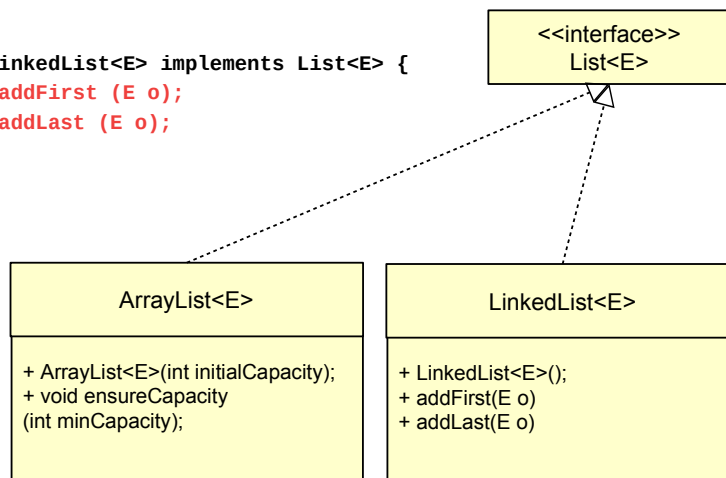 inkedList<E> implements List<E> {
addFirst (E o);
addLast (E o);
<<interface>>
List<E>
ArrayList<E>
+ ArrayList<E>(int initialCapacity);
+ void ensureCapacity
(int minCapacity);
LinkedList<E>
+ LinkedList<E>();
+ addFirst(E o)
+ addLast(E o)